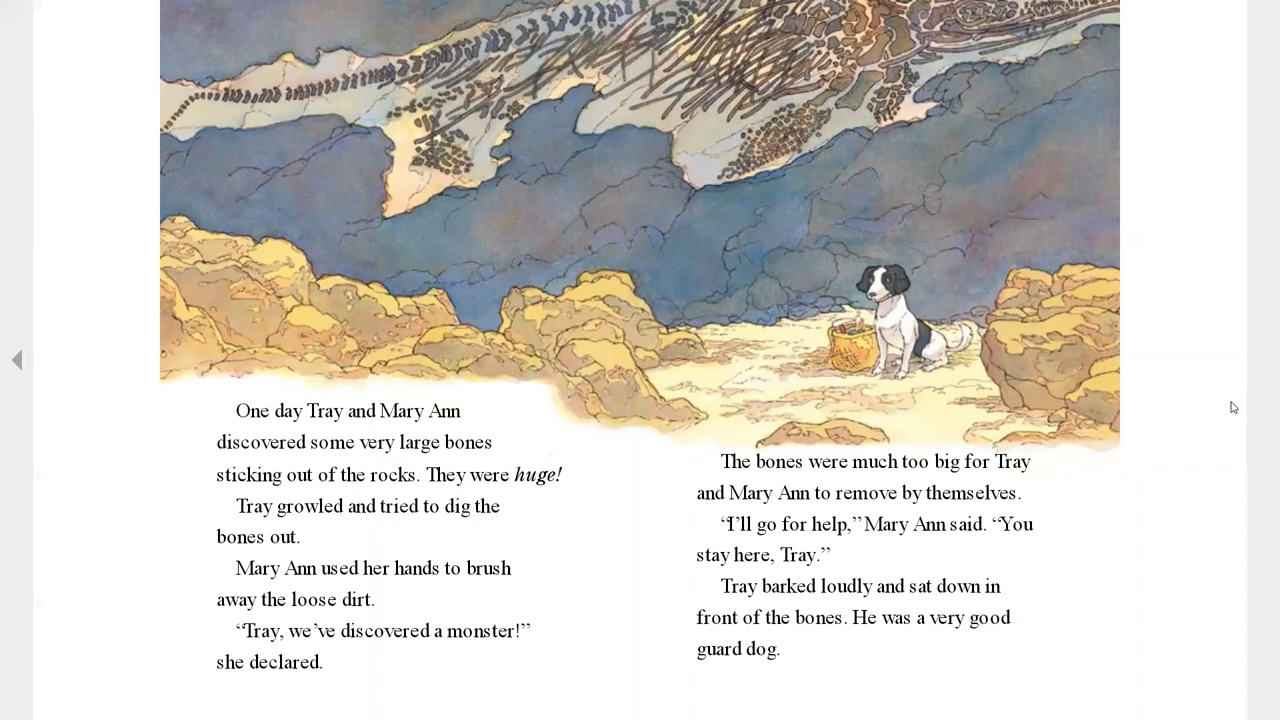 One day Tray and Mary Ann
discovered some very large bones
sticking out of the rocks. They were huge!
Tray growled and tried to dig the
bones out.
Mary Ann used her hands to brush
away the loose dirt.
“Tray, we’ve discovered a monster!”
she declared.
The bones were much too big for Tray
and Mary Ann to remove by themselves.
“I’ll go for help,” Mary Ann said. “You
stay here, Tray.”
Tray barked loudly and sat down in
front of the bones. He was a very good
guard dog.